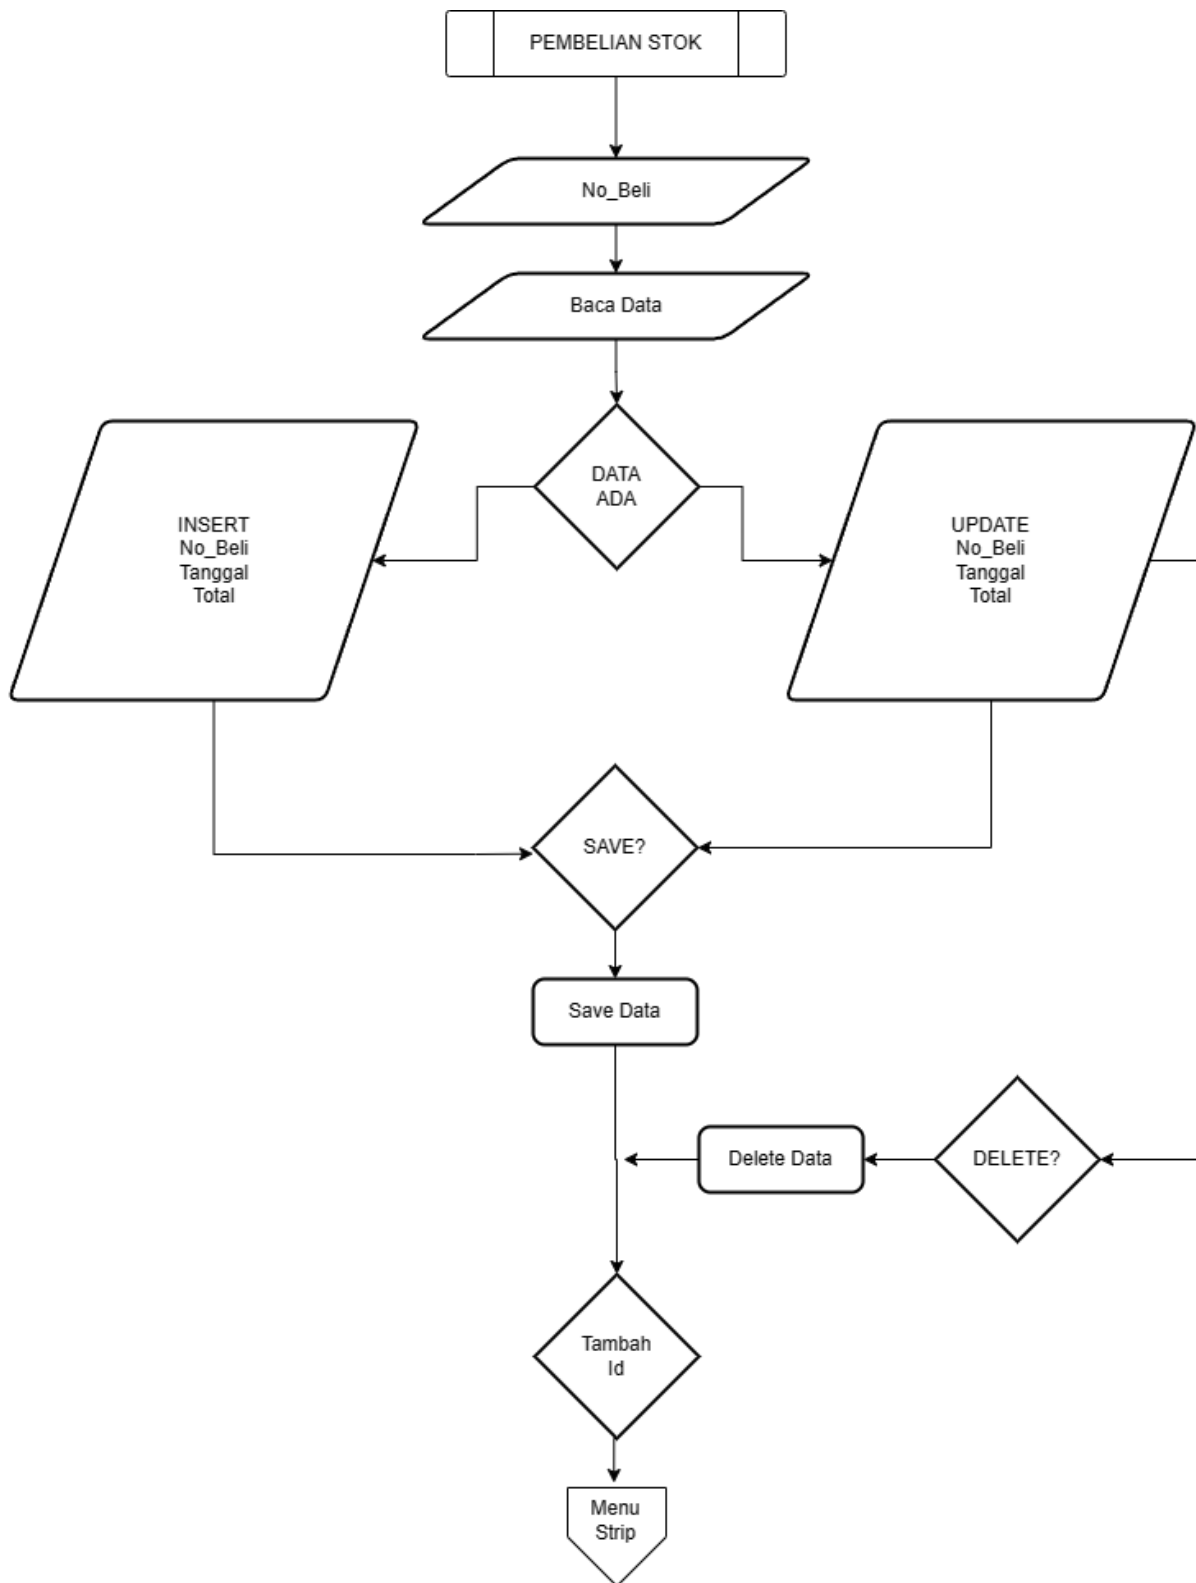 PEMBELIAN STOK
No_Beli
Baca Data
DATA
ADA
INSERT
No_Beli
Tanggal
Total
UPDATE
No_Beli
Tanggal
Total
SAVE?
Save Data
Delete Data
DELETE?
Tambah
Id
Menu
Strip